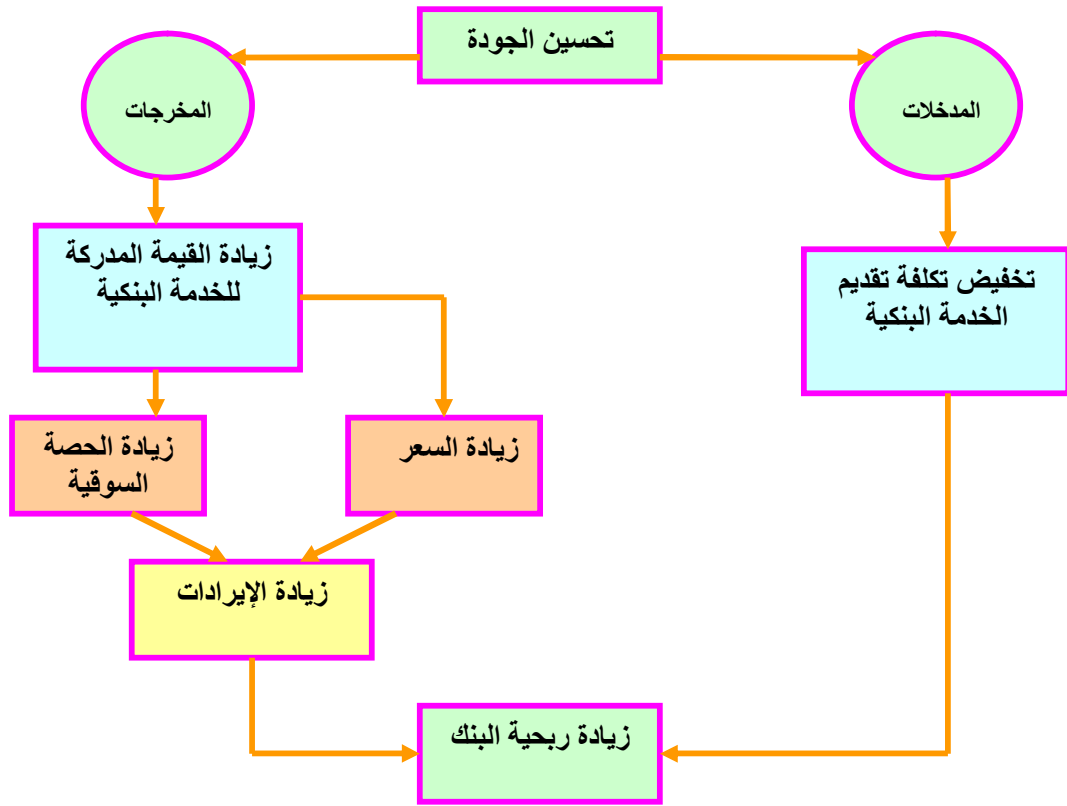 تحسين الجودة
المدخلات
المخرجات
زيادة القيمة المدركة
للخدمة البنكية
تخفيض تكلفة تقديم
الخدمة البنكية
زيادة السعر
زيادة الحصة
السوقية
زيادة الإيرادات
زيادة ربحية البنك